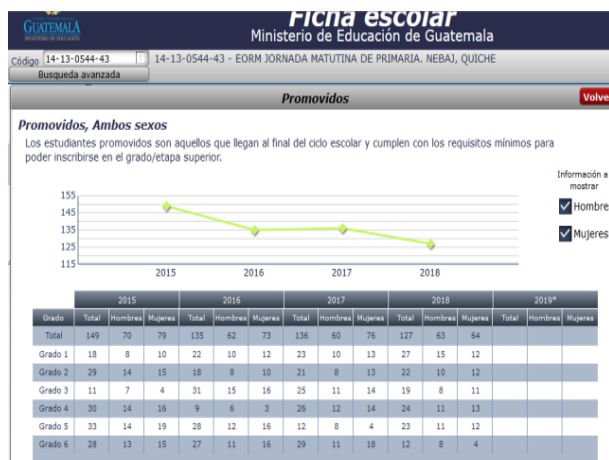 GUATEMALA
MINISTERIO DE EDUCACIÓN
Ficha escolar
Ministerio de Educación de Guatemala
Código 14-13-0544-43 14-13-0544-43 - EORM JORNADA MATUTINA DE PRIMARIA. NEBAJ, QUICHE
Busqueda avanzada
Promovidos
Volve
Promovidos, Ambos sexos
Los estudiantes promovidos son aquellos que llegan al final del ciclo escolar y cumplen con los requisitos mínimos para
poder inscribirse en el grado/etapa superior.
Información a
mostrar
Hombre
Mujeres
155
145
135
125
115
2015 2016 2017 2018
2015 2016 2017 2018 2019*
Grado Total Hombres Mujeres Total Hombres Mujeres Total Hombres Mujeres Total Hombres Mujeres Total Hombres Mujeres
Total 149 70 79 135 62 73 136 60 76 127 63 64
Grado 1 18 8 10 22 10 12 23 10 13 27 15 12
Grado 2 29 14 15 18 8 10 21 8 13 22 10 12
Grado 3 11 7 4 31 15 16 25 11 14 19 8 11
Grado 4 30 14 16 9 6 3 26 12 14 24 11 13
Grado 5 33 14 19 28 12 16 12 8 4 23 11 12
Grado 6 28 13 15 27 11 16 29 11 18 12 8 4